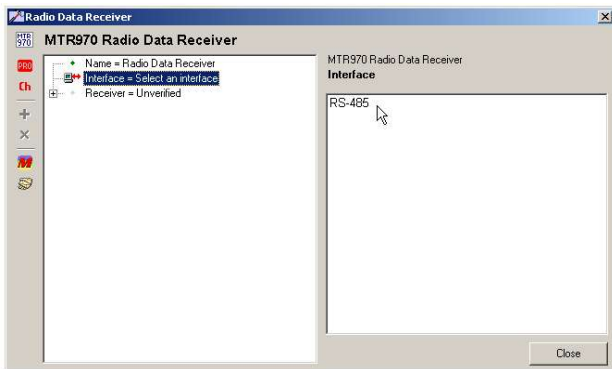 Radio Data Receiver
MTR
970
MTR970 Radio Data Receiver
PRO
Ch
M
Name = Radio Data Receiver
Interface = Select an interface
Receiver = Unverified
MTR970 Radio Data Receiver
Interface
RS-485
Close